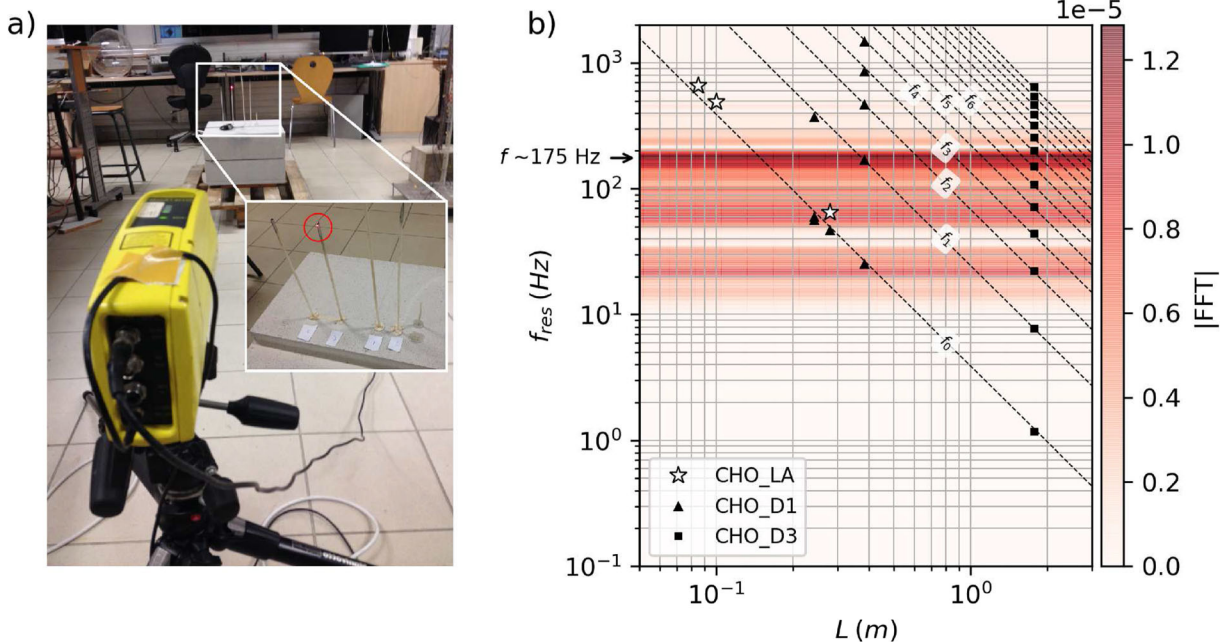 a)
b)
1e−5
10³
10²
10¹
10⁰
10⁻¹
f_res (Hz)
f ~175 Hz
f₄
f₅
f₆
f₃
f₂
f₁
f₀
CHO_LA
CHO_D1
CHO_D3
10⁻¹
10⁰
L (m)
1.2
1.0
0.8
0.6
0.4
0.2
0.0
|FFT|